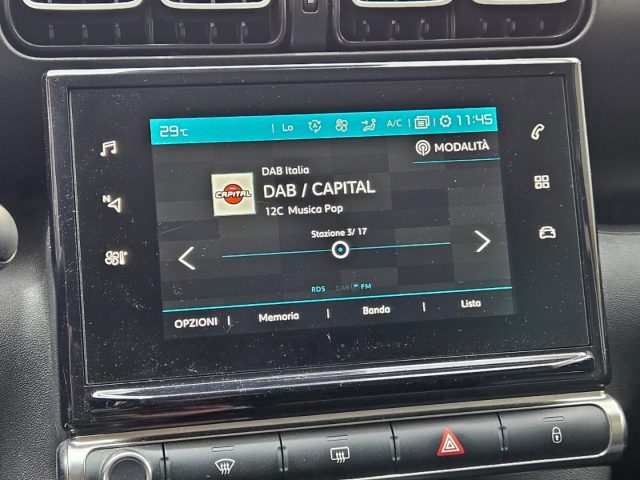 29°C Lo A/C 11:45
MODALITÀ
DAB Italia
CAPITAL
DAB / CAPITAL
12C Musica Pop
Stazione 3/ 17
RDS DAB FM
OPZIONI Memoria Banda Lista
N